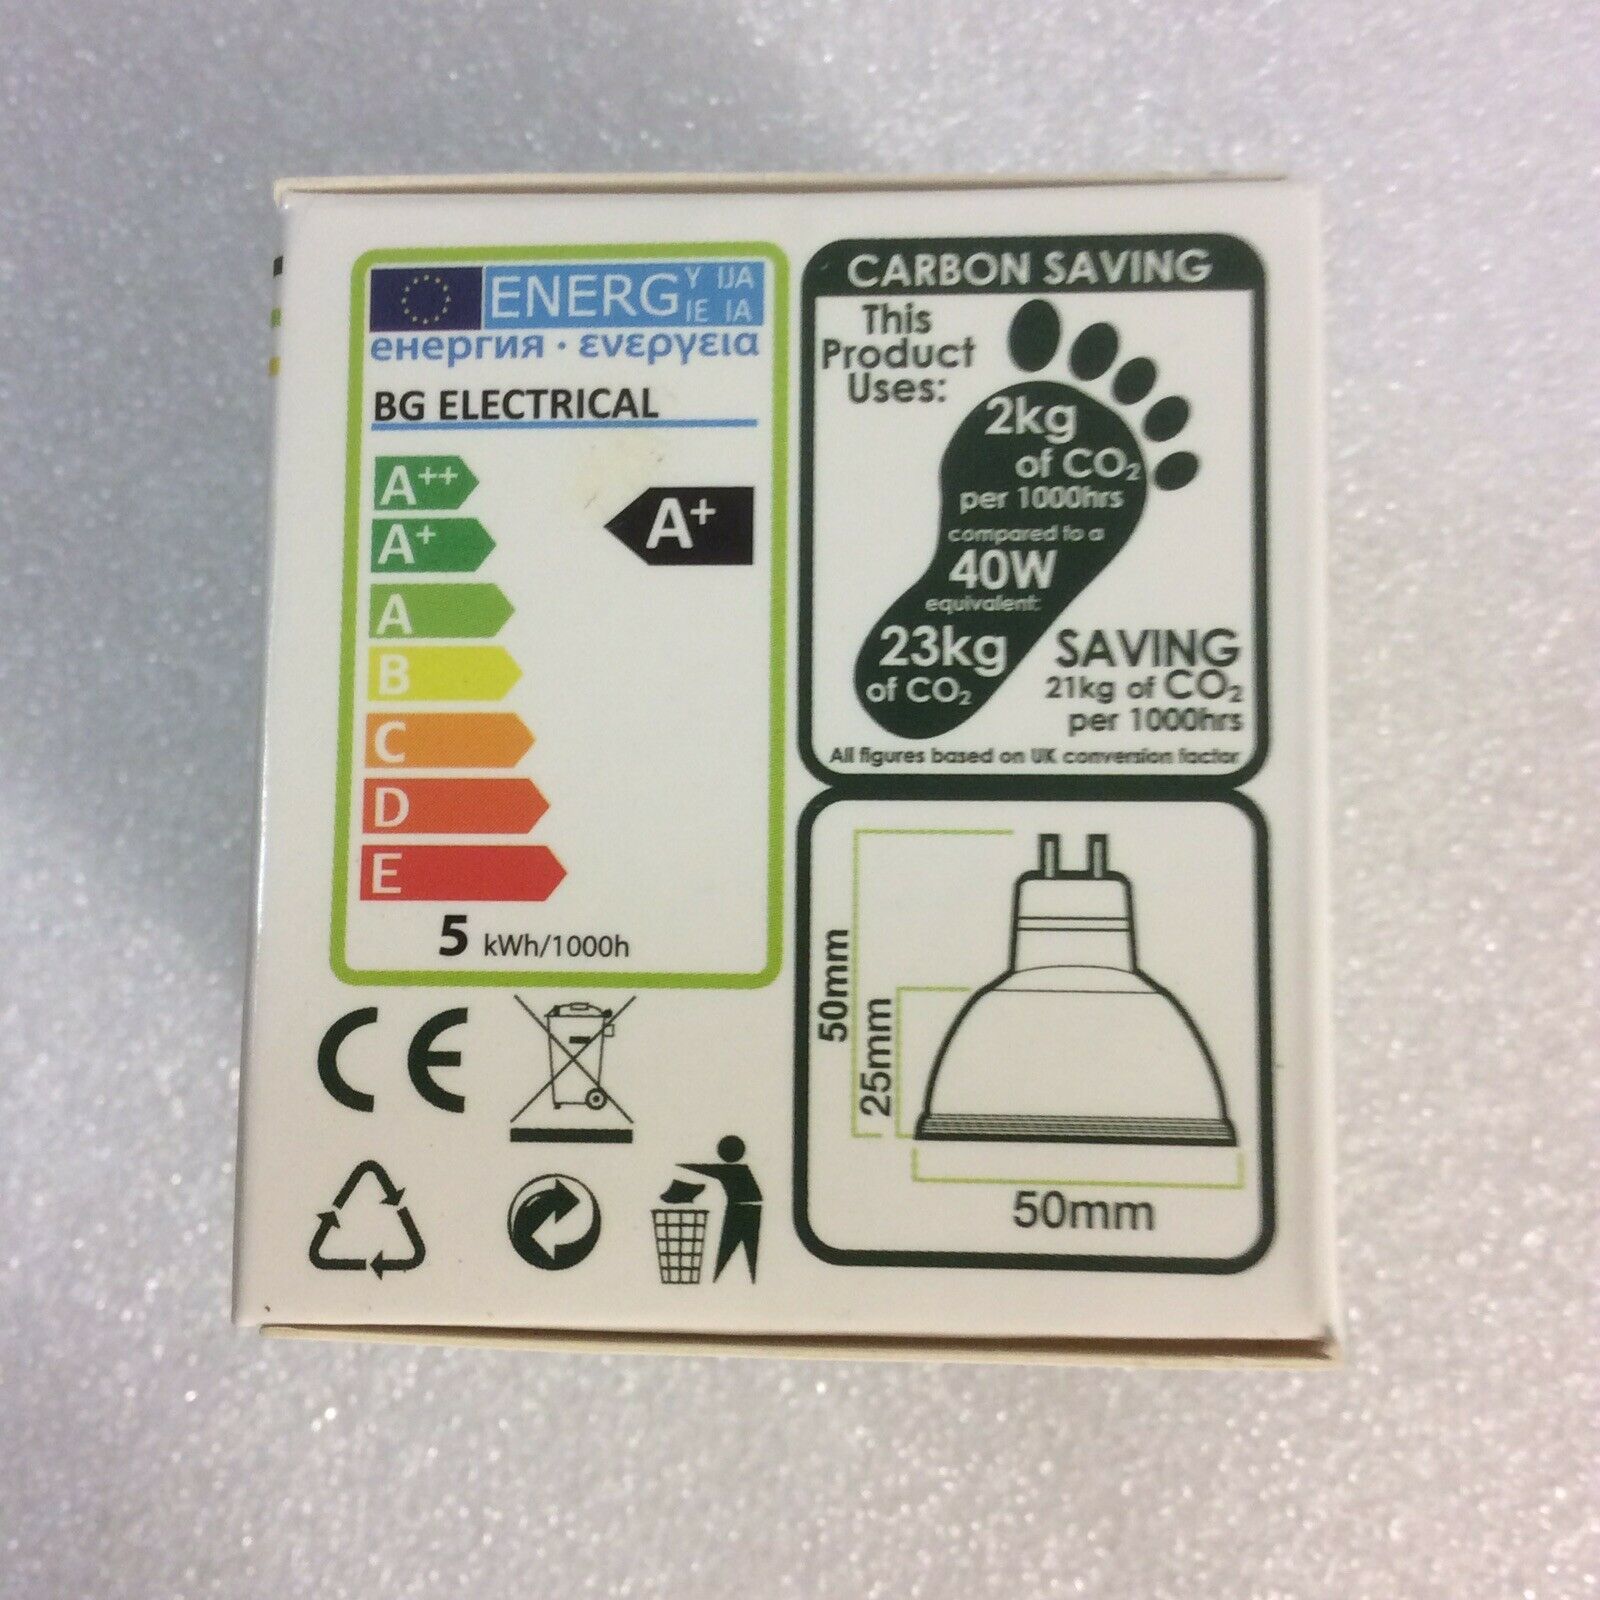 ENERG Y IJA
IE IA
енергия · ενεργεια
BG ELECTRICAL
A++
A+
A+
A
B
C
D
E
5 kWh/1000h
CE
CARBON SAVING
This
Product
Uses:
2kg
of CO₂
per 1000hrs
compared to a
40W
equivalent:
23kg
of CO₂
SAVING
21kg of CO₂
per 1000hrs
All figures based on UK conversion factor
50mm
25mm
50mm